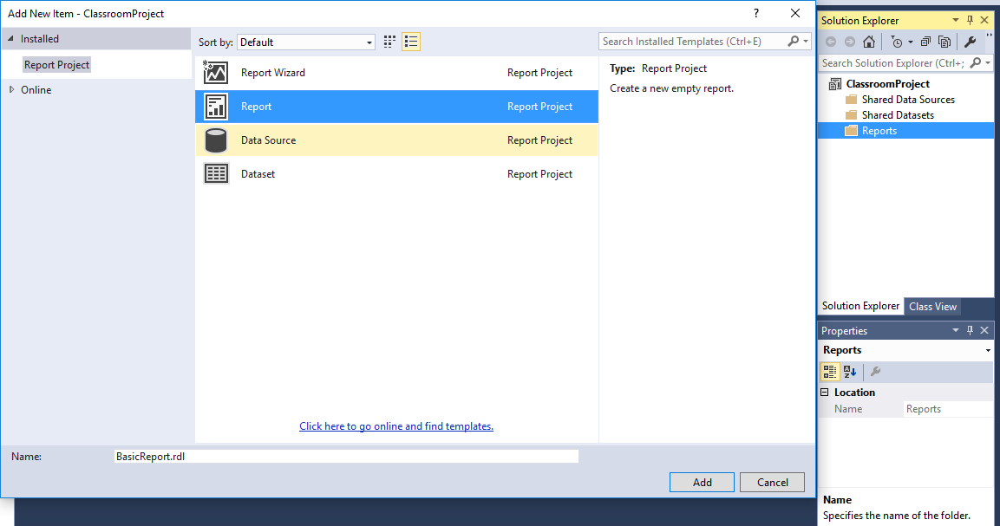 Add New Item - ClassroomProject
?
Installed
Report Project
Online
Sort by: Default
Search Installed Templates (Ctrl+E)
Report Wizard Report Project
Report Report Project
Data Source Report Project
Dataset Report Project
Type: Report Project
Create a new empty report.
Click here to go online and find templates.
Name: BasicReport.rdl
Add Cancel
Solution Explorer
Search Solution Explorer (Ctrl+;
ClassroomProject
Shared Data Sources
Shared Datasets
Reports
Solution Explorer Class View
Properties
Reports
Location
Name Reports
Name
Specifies the name of the folder.